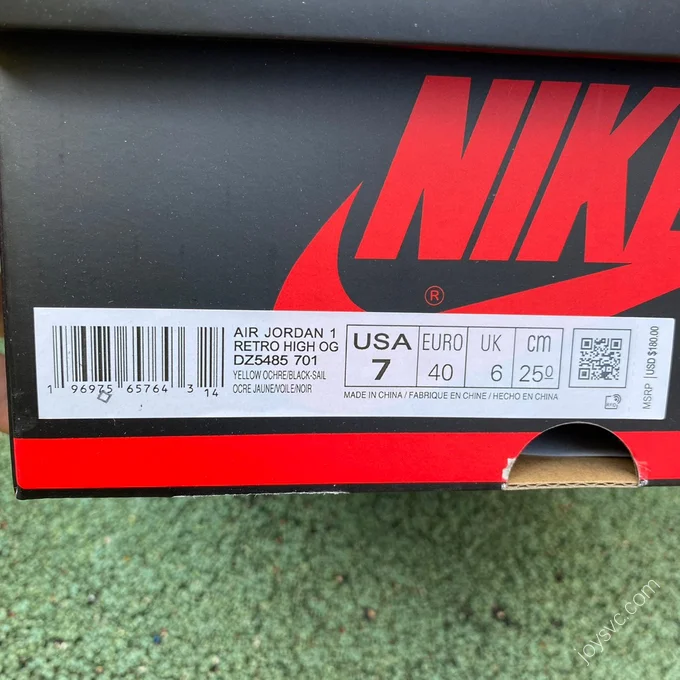 NIKE
®
AIR JORDAN 1
RETRO HIGH OG
DZ5485 701
YELLOW OCHRE/BLACK-SAIL
OCRE JAUNE/VOILE/NOIR
1 96975 65764 3 14
USA
7
EURO
40
UK
6
cm
25º
MADE IN CHINA / FABRIQUE EN CHINE / HECHO EN CHINA
MSRP USD $180.00
joysvc.com